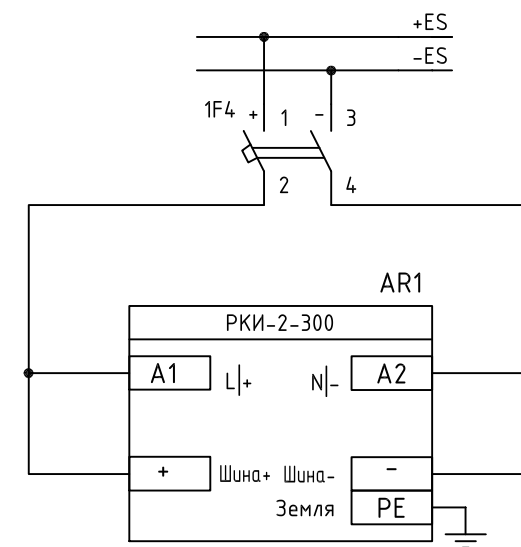 +ES
-ES
1F4 + 1 - 3
2 4
AR1
РКИ-2-300
A1 L|+ N|- A2
+ Шина+ Шина- -
Земля PE